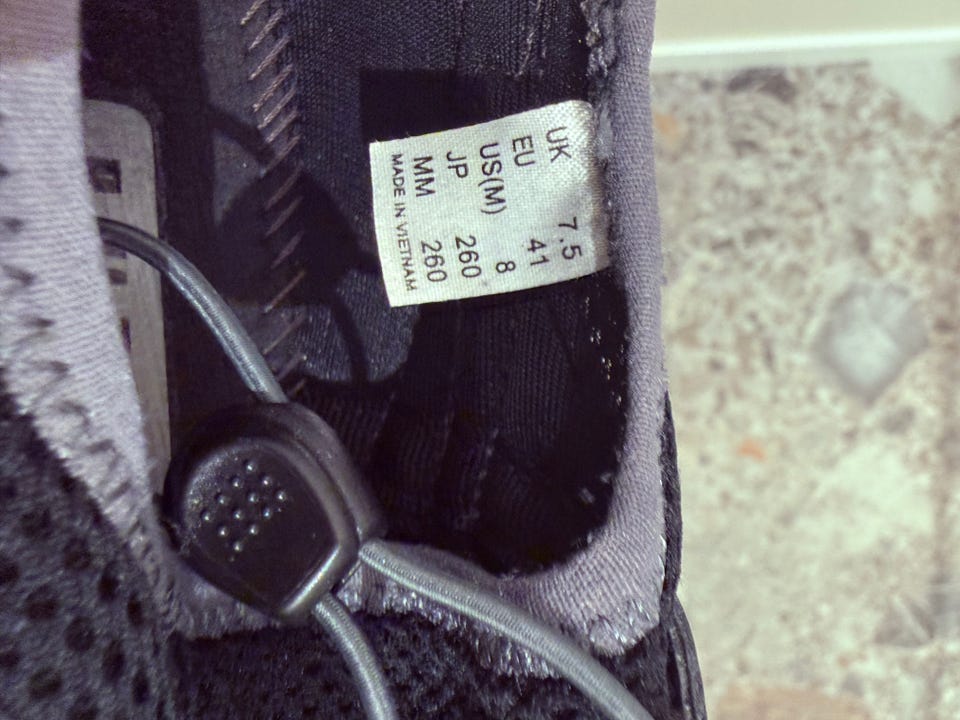 UK 7.5
EU 41
US(M) 8
JP 260
MM 260
MADE IN VIETNAM